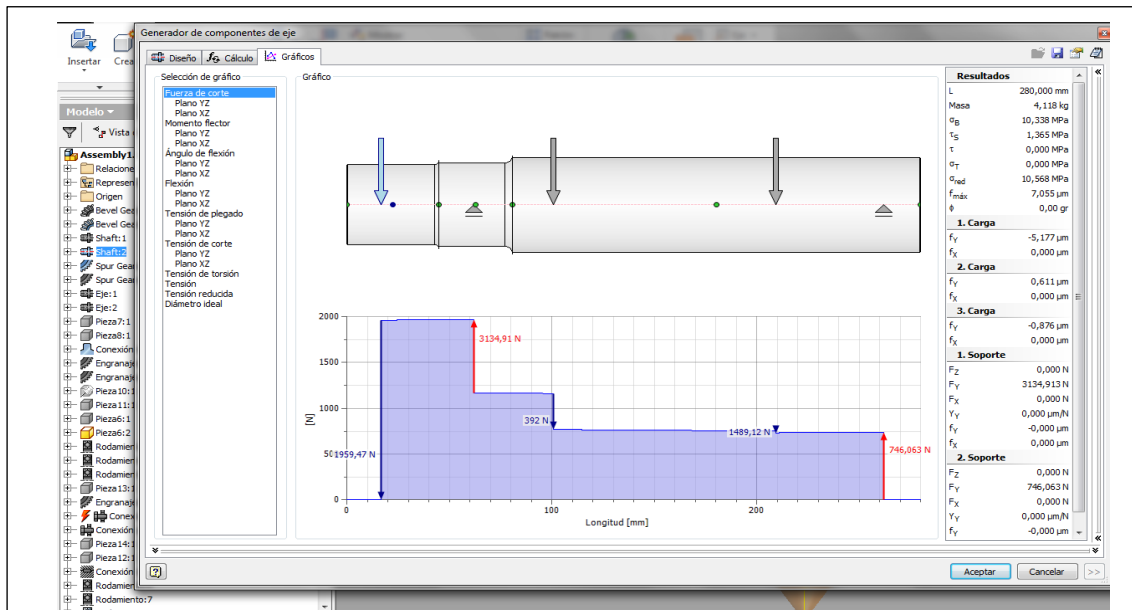 Generador de componentes de eje
Insertar
Crea
Diseño
Cálculo
Gráficos
Modelo
Vista
Assembly1.
Relacione
Represen
Origen
Bevel Gea
Bevel Gea
Shaft:1
Shaft:2
Spur Gear
Spur Gear
Eje:1
Eje:2
Pieza7:1
Pieza8:1
Conexión
Engranaje
Engranaje
Pieza10:1
Pieza11:1
Pieza6:1
Pieza6:2
Rodamien
Rodamien
Rodamien
Pieza13:1
Engranaje
Conex
Conexión
Pieza14:1
Pieza12:1
Conexión
Rodamien
Rodamiento:7
Selección de gráfico
Fuerza de corte
Plano YZ
Plano XZ
Momento flector
Plano YZ
Plano XZ
Ángulo de flexión
Plano YZ
Plano XZ
Flexión
Plano YZ
Plano XZ
Tensión de plegado
Plano YZ
Plano XZ
Tensión de corte
Plano YZ
Plano XZ
Tensión de torsión
Tensión
Tensión reducida
Diámetro ideal
Gráfico
2000
1500
1000
0
[N]
1959,47 N
3134,91 N
392 N
1489,12 N
746,063 N
0
100
200
Longitud [mm]
Resultados
L 280,000 mm
Masa 4,118 kg
σB 10,338 MPa
τS 1,365 MPa
τ 0,000 MPa
σT 0,000 MPa
σred 10,568 MPa
fmáx 7,055 μm
ϕ 0,00 gr
1. Carga
fY -5,177 μm
fX 0,000 μm
2. Carga
fY 0,611 μm
fX 0,000 μm
3. Carga
fY -0,876 μm
fX 0,000 μm
1. Soporte
FZ 0,000 N
FY 3134,913 N
FX 0,000 N
YY 0,000 μm/N
fY -0,000 μm
fX 0,000 μm
2. Soporte
FZ 0,000 N
FY 746,063 N
FX 0,000 N
YY 0,000 μm/N
fY -0,000 μm
Aceptar
Cancelar
>>